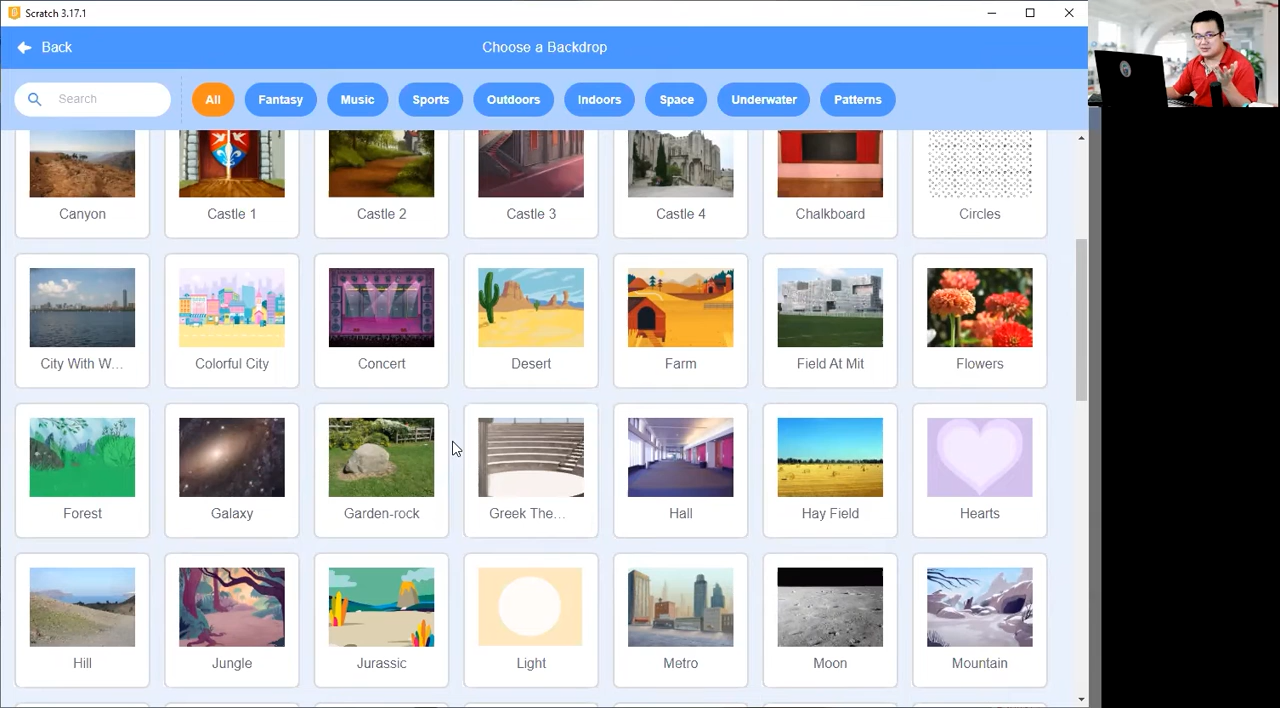 Scratch 3.17.1
Back
Choose a Backdrop
Search
All
Fantasy
Music
Sports
Outdoors
Indoors
Space
Underwater
Patterns
Canyon
Castle 1
Castle 2
Castle 3
Castle 4
Chalkboard
Circles
City With W...
Colorful City
Concert
Desert
Farm
Field At Mit
Flowers
Forest
Galaxy
Garden-rock
Greek The...
Hall
Hay Field
Hearts
Hill
Jungle
Jurassic
Light
Metro
Moon
Mountain